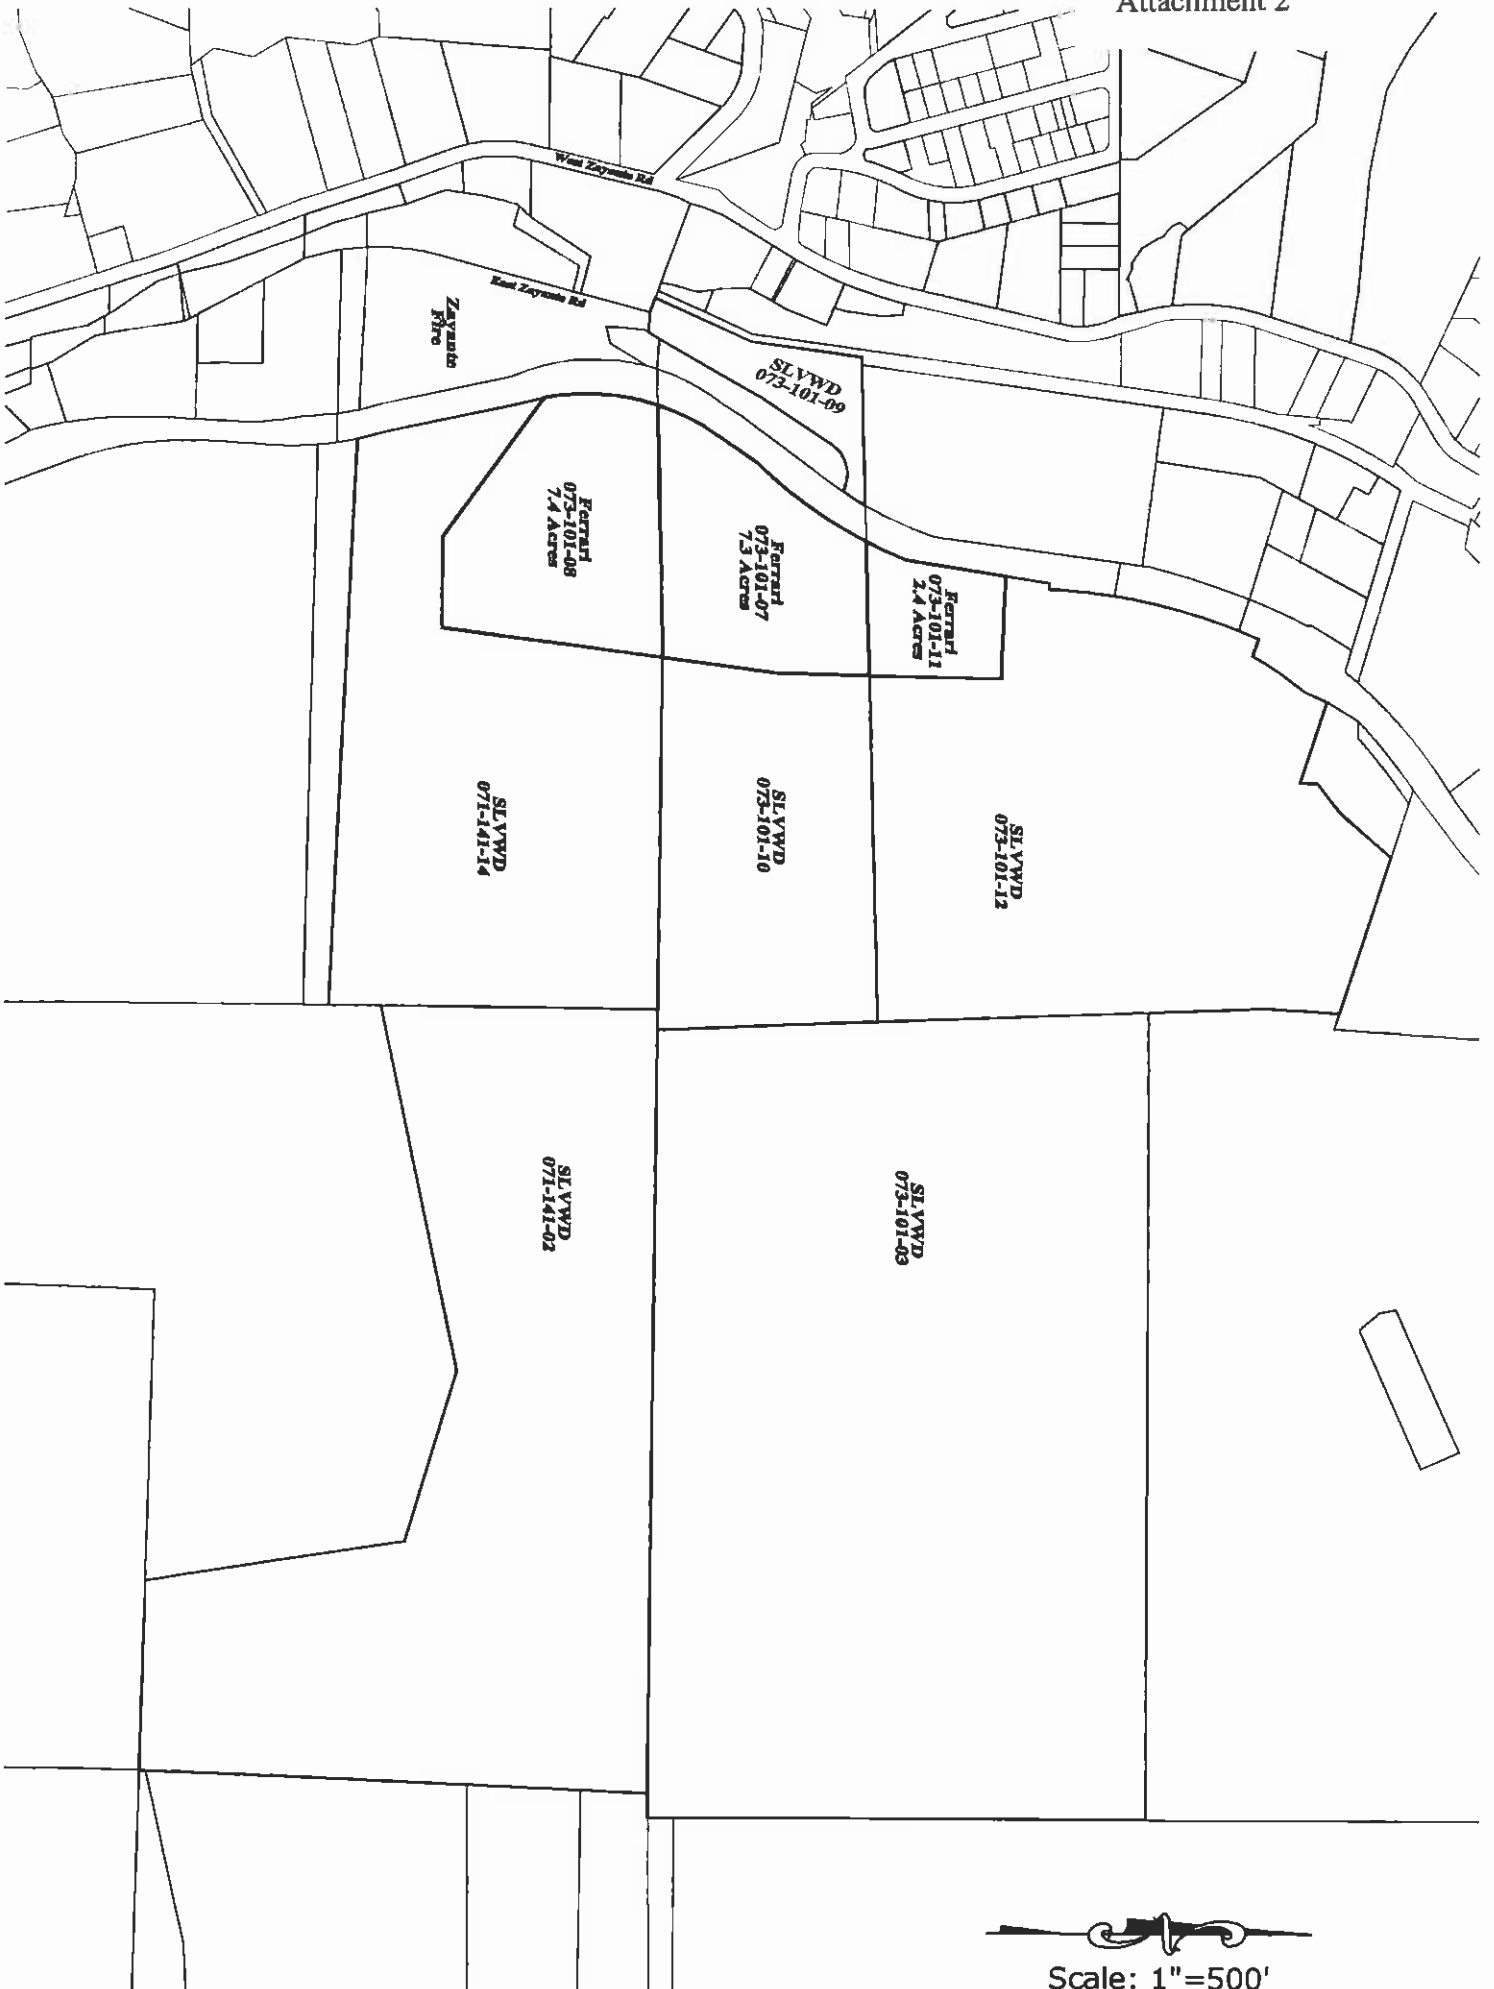 Attachment 2
West Zayante Rd
East Zayante Rd
Zayante
Fire
SLVWD
073-101-09
Ferrari
073-101-08
7.4 Acres
Ferrari
073-101-07
7.3 Acres
Ferrari
073-101-11
2.4 Acres
SLVWD
071-141-14
SLVWD
073-101-10
SLVWD
073-101-12
SLVWD
071-141-02
SLVWD
073-101-03
Scale: 1"=500'